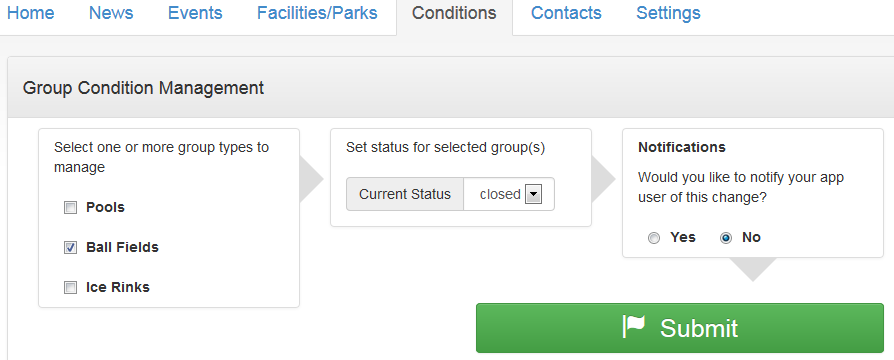 Home News Events Facilities/Parks Conditions Contacts Settings
Group Condition Management
Select one or more group types to
manage
Pools
Ball Fields
Ice Rinks
Set status for selected group(s)
Current Status closed
Notifications
Would you like to notify your app
user of this change?
Yes No
Submit